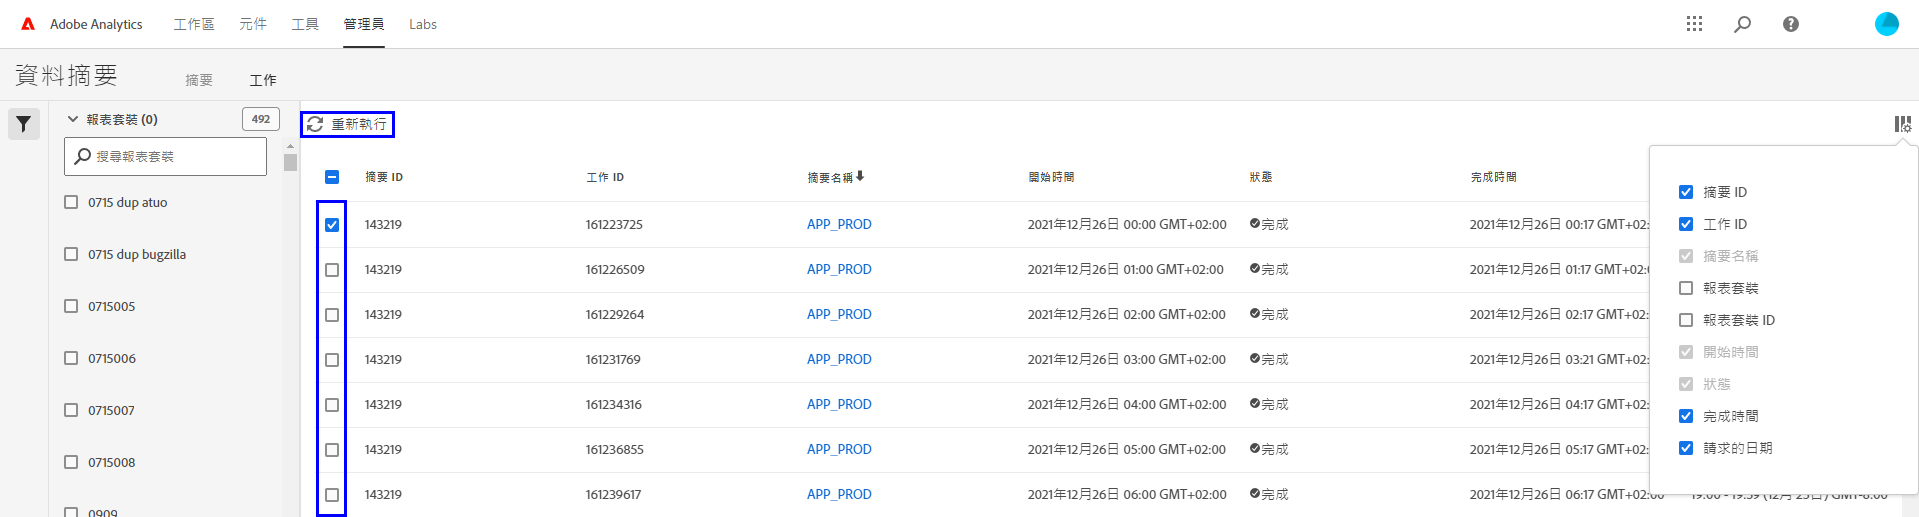 Adobe Analytics 工作區 元件 工具 管理員 Labs
資料摘要 摘要 工作
報表套裝 (0) 492
搜尋報表套裝
0715 dup atuo
0715 dup bugzilla
0715005
0715006
0715007
0715008
0909
重新執行
摘要 ID 工作 ID 摘要名稱 開始時間 狀態 完成時間
143219 161223725 APP_PROD 2021年12月26日 00:00 GMT+02:00 完成 2021年12月26日 00:17 GMT+02:
143219 161226509 APP_PROD 2021年12月26日 01:00 GMT+02:00 完成 2021年12月26日 01:17 GMT+02:
143219 161229264 APP_PROD 2021年12月26日 02:00 GMT+02:00 完成 2021年12月26日 02:17 GMT+02:
143219 161231769 APP_PROD 2021年12月26日 03:00 GMT+02:00 完成 2021年12月26日 03:21 GMT+02:
143219 161234316 APP_PROD 2021年12月26日 04:00 GMT+02:00 完成 2021年12月26日 04:17 GMT+02:
143219 161236855 APP_PROD 2021年12月26日 05:00 GMT+02:00 完成 2021年12月26日 05:17 GMT+02:
143219 161239617 APP_PROD 2021年12月26日 06:00 GMT+02:00 完成 2021年12月26日 06:17 GMT+02:00
摘要 ID
工作 ID
摘要名稱
報表套裝
報表套裝 ID
開始時間
狀態
完成時間
請求的日期